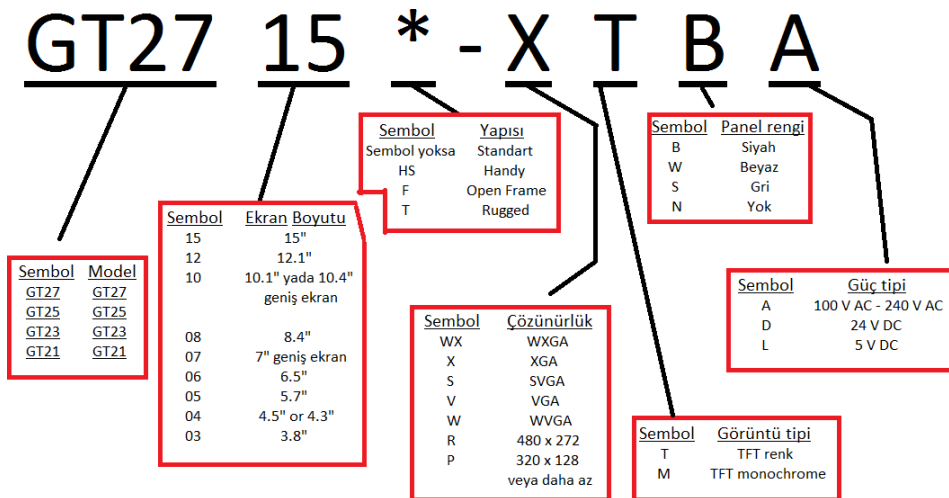 GT27 15 * - X T B A
Sembol Yapısı
Sembol yoksa Standart
HS Handy
F Open Frame
T Rugged
Sembol Panel rengi
B Siyah
W Beyaz
S Gri
N Yok
Sembol Ekran Boyutu
15 15"
12 12.1"
10 10.1" yada 10.4"
geniş ekran
08 8.4"
07 7" geniş ekran
06 6.5"
05 5.7"
04 4.5" or 4.3"
03 3.8"
Sembol Model
GT27 GT27
GT25 GT25
GT23 GT23
GT21 GT21
Sembol Güç tipi
A 100 V AC - 240 V AC
D 24 V DC
L 5 V DC
Sembol Çözünürlük
WX WXGA
X XGA
S SVGA
V VGA
W WVGA
R 480 x 272
P 320 x 128
veya daha az
Sembol Görüntü tipi
T TFT renk
M TFT monochrome